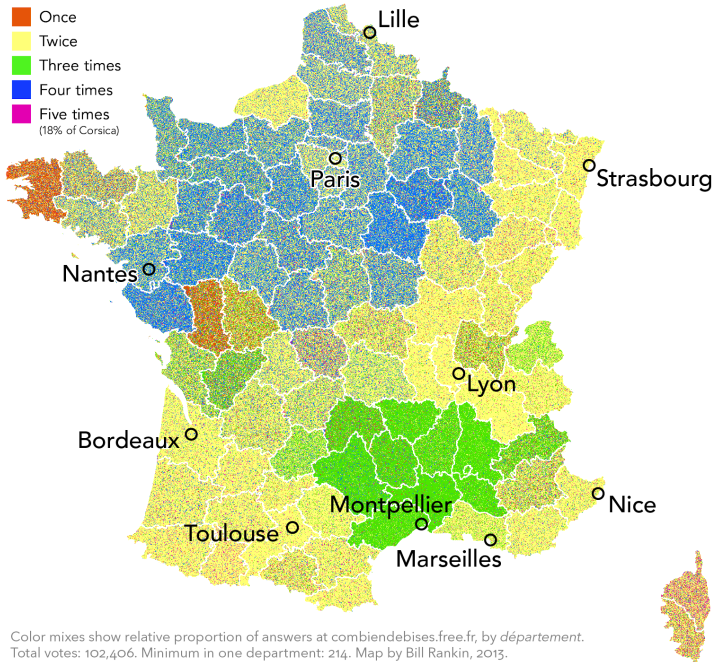 Once
Twice
Three times
Four times
Five times
(18% of Corsica)
Lille
Paris
Strasbourg
Nantes
Lyon
Bordeaux
Montpellier
Nice
Toulouse
Marseilles
Color mixes show relative proportion of answers at combiendebises.free.fr, by département.
Total votes: 102,406. Minimum in one department: 214. Map by Bill Rankin, 2013.